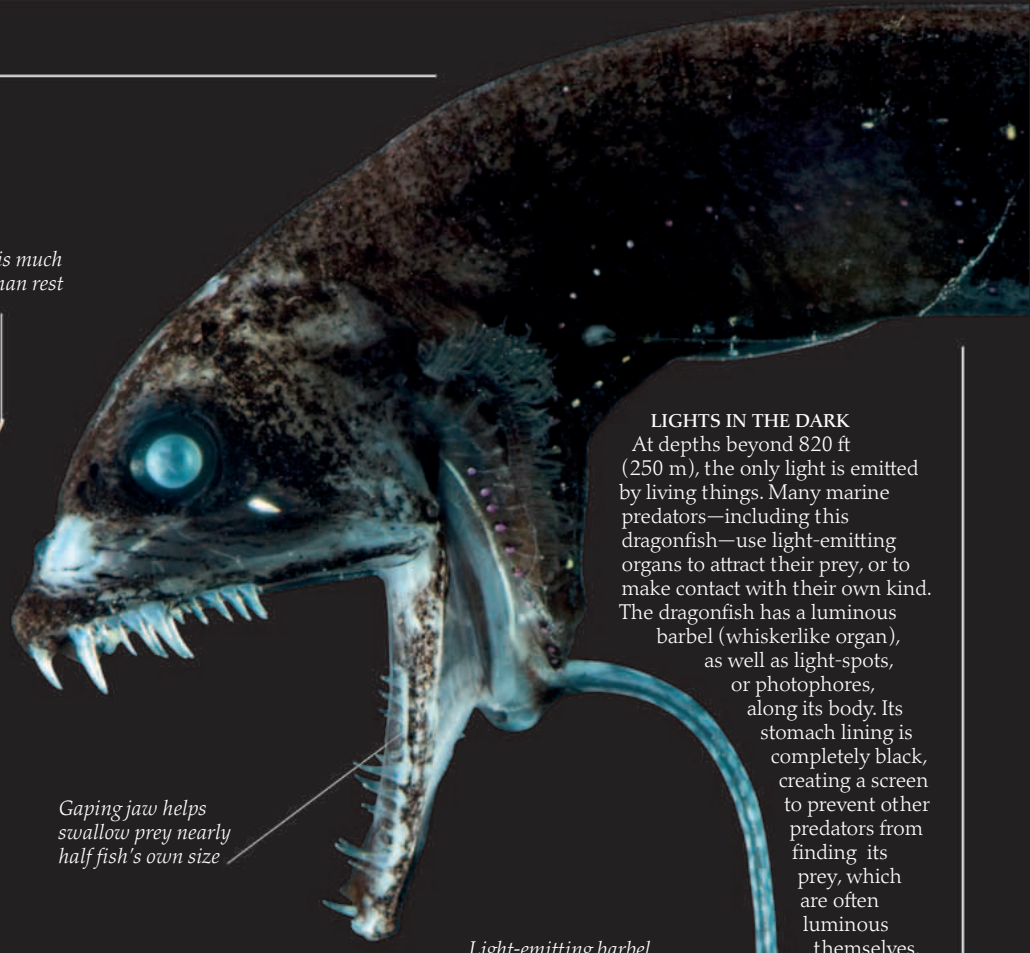 is much
nan rest
LIGHTS IN THE DARK
At depths beyond 820 ft
(250 m), the only light is emitted
by living things. Many marine
predators—including this
dragonfish—use light-emitting
organs to attract their prey, or to
make contact with their own kind.
The dragonfish has a luminous
barbel (whiskerlike organ),
as well as light-spots,
or photophores,
along its body. Its
stomach lining is
completely black,
creating a screen
to prevent other
predators from
finding its
prey, which
are often
luminous
themselves.
Gaping jaw helps
swallow prey nearly
half fish's own size
Light-emitting barbel